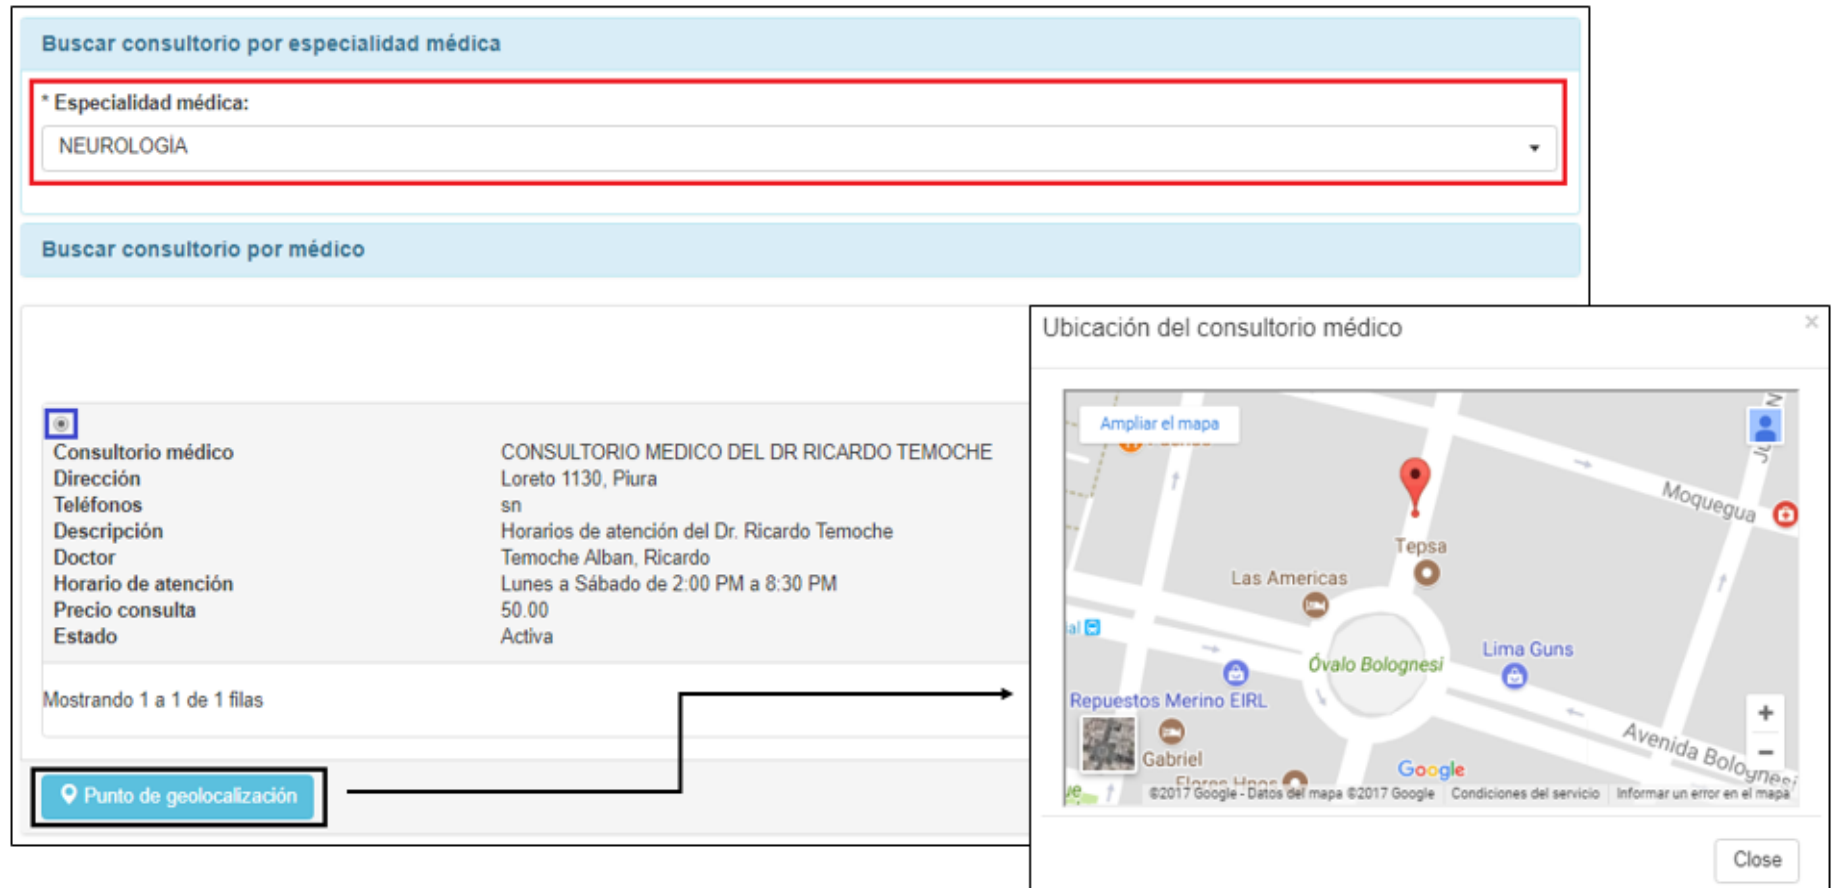 Buscar consultorio por especialidad médica
* Especialidad médica:
NEUROLOGÍA
Buscar consultorio por médico
Consultorio médico CONSULTORIO MEDICO DEL DR RICARDO TEMOCHE
Dirección Loreto 1130, Piura
Teléfonos sn
Descripción Horarios de atención del Dr. Ricardo Temoche
Doctor Temoche Alban, Ricardo
Horario de atención Lunes a Sábado de 2:00 PM a 8:30 PM
Precio consulta 50.00
Estado Activa
Mostrando 1 a 1 de 1 filas
Punto de geolocalización
Ubicación del consultorio médico
×
Ampliar el mapa
Moquegua
Tepsa
Las Americas
Óvalo Bolognesi
Lima Guns
Repuestos Merino EIRL
Gabriel
Avenida Bolognesi
+
−
Google
©2017 Google - Datos del mapa ©2017 Google Condiciones del servicio Informar un error en el mapa
Close